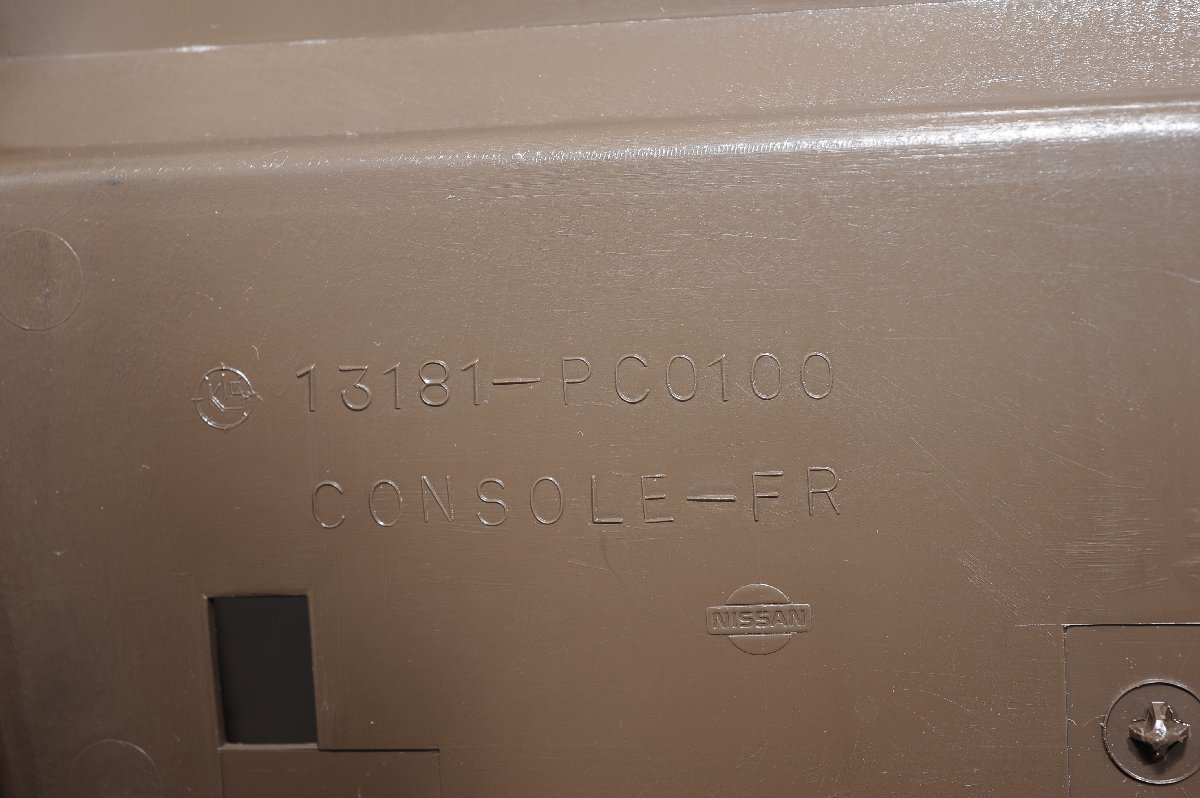 13181-PC0100
CONSOLE-FR
NISSAN